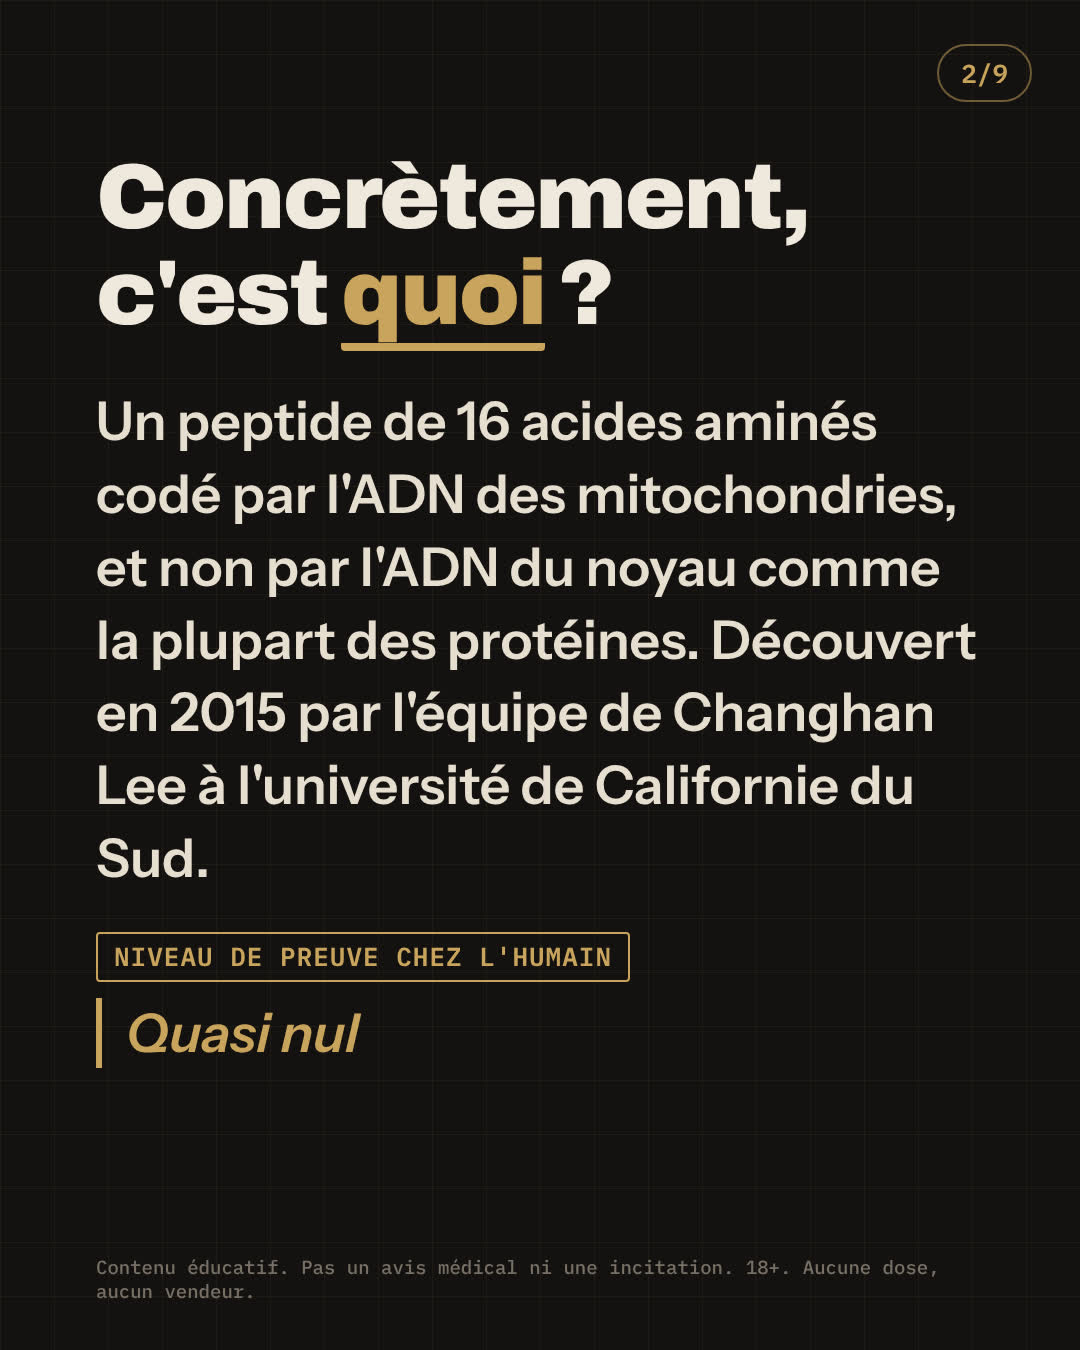 2/9
Concrètement,
c'est quoi ?
Un peptide de 16 acides aminés
codé par l'ADN des mitochondries,
et non par l'ADN du noyau comme
la plupart des protéines. Découvert
en 2015 par l'équipe de Changhan
Lee à l'université de Californie du
Sud.
NIVEAU DE PREUVE CHEZ L'HUMAIN
Quasi nul
Contenu éducatif. Pas un avis médical ni une incitation. 18+. Aucune dose,
aucun vendeur.